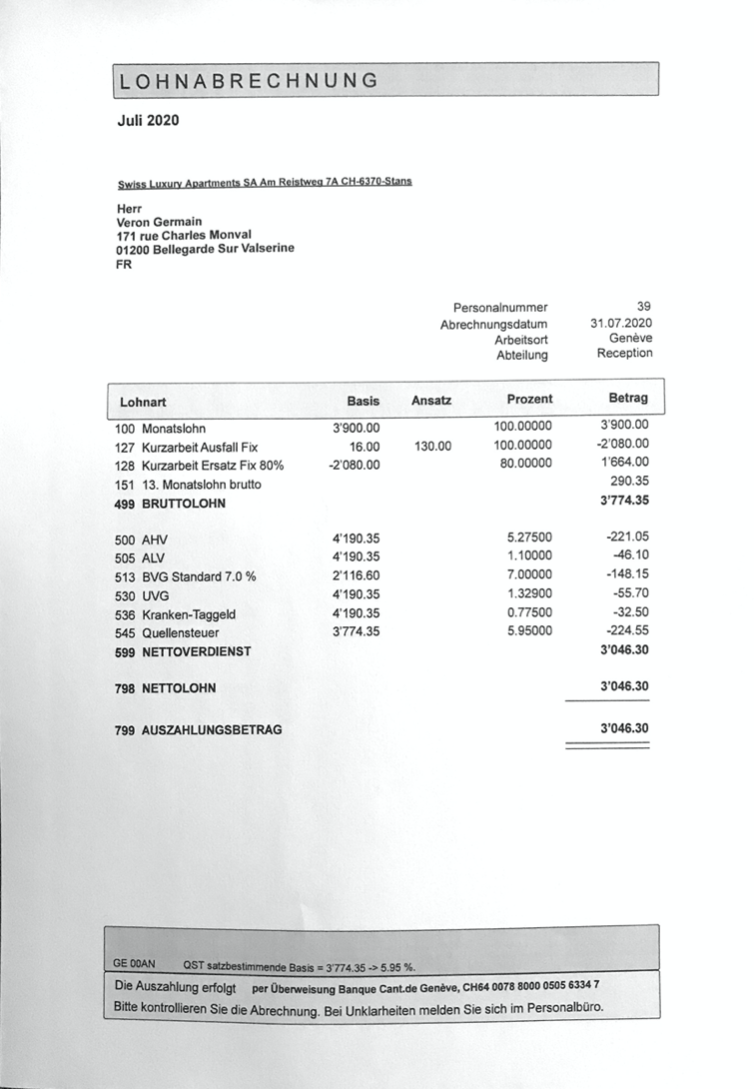 LOHNABRECHNUNG
Juli 2020
Swiss Luxury Apartments SA Am Reistweg 7A CH-6370-Stans
Herr
Veron Germain
171 rue Charles Monval
01200 Bellegarde Sur Valserine
FR
Personalnummer 39
Abrechnungsdatum 31.07.2020
Arbeitsort Genève
Abteilung Reception
Lohnart Basis Ansatz Prozent Betrag
100 Monatslohn 3'900.00 100.00000 3'900.00
127 Kurzarbeit Ausfall Fix 16.00 130.00 100.00000 -2'080.00
128 Kurzarbeit Ersatz Fix 80% -2'080.00 80.00000 1'664.00
151 13. Monatslohn brutto 290.35
499 BRUTTOLOHN 3'774.35
500 AHV 4'190.35 5.27500 -221.05
505 ALV 4'190.35 1.10000 -46.10
513 BVG Standard 7.0 % 2'116.60 7.00000 -148.15
530 UVG 4'190.35 1.32900 -55.70
536 Kranken-Taggeld 4'190.35 0.77500 -32.50
545 Quellensteuer 3'774.35 5.95000 -224.55
599 NETTOVERDIENST 3'046.30
798 NETTOLOHN 3'046.30
799 AUSZAHLUNGSBETRAG 3'046.30
GE 00AN QST satzbestimmende Basis = 3'774.35 -> 5.95 %.
Die Auszahlung erfolgt per Überweisung Banque Cant.de Genève, CH64 0078 8000 0505 6334 7
Bitte kontrollieren Sie die Abrechnung. Bei Unklarheiten melden Sie sich im Personalbüro.